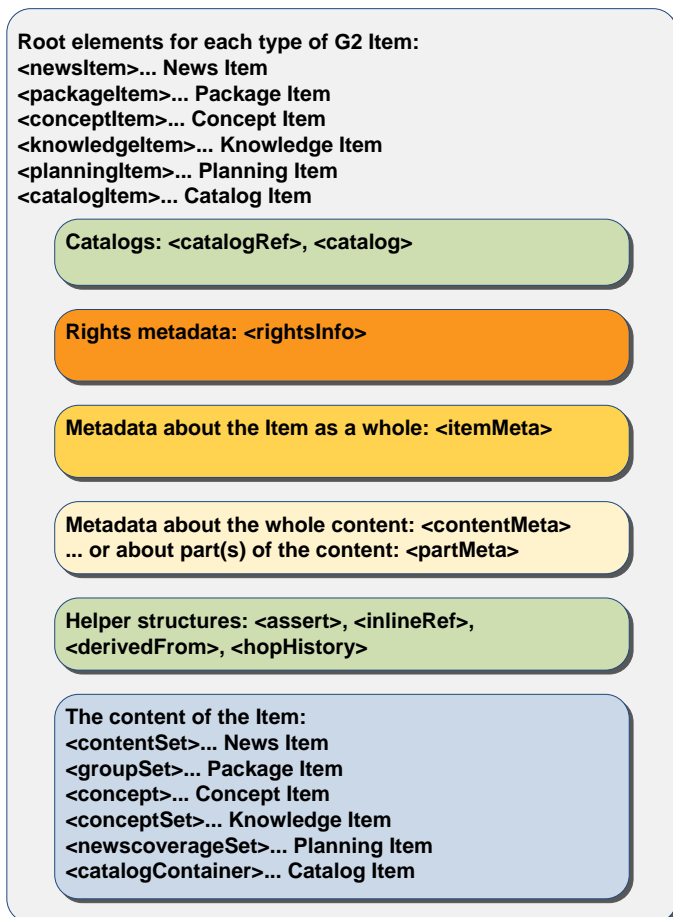 Root elements for each type of G2 Item:
<newsItem>... News Item
<packageItem>... Package Item
<conceptItem>... Concept Item
<knowledgeItem>... Knowledge Item
<planningItem>... Planning Item
<catalogItem>... Catalog Item
Catalogs: <catalogRef>, <catalog>
Rights metadata: <rightsInfo>
Metadata about the Item as a whole: <itemMeta>
Metadata about the whole content: <contentMeta>
... or about part(s) of the content: <partMeta>
Helper structures: <assert>, <inlineRef>,
<derivedFrom>, <hopHistory>
The content of the Item:
<contentSet>... News Item
<groupSet>... Package Item
<concept>... Concept Item
<conceptSet>... Knowledge Item
<newscoverageSet>... Planning Item
<catalogContainer>... Catalog Item